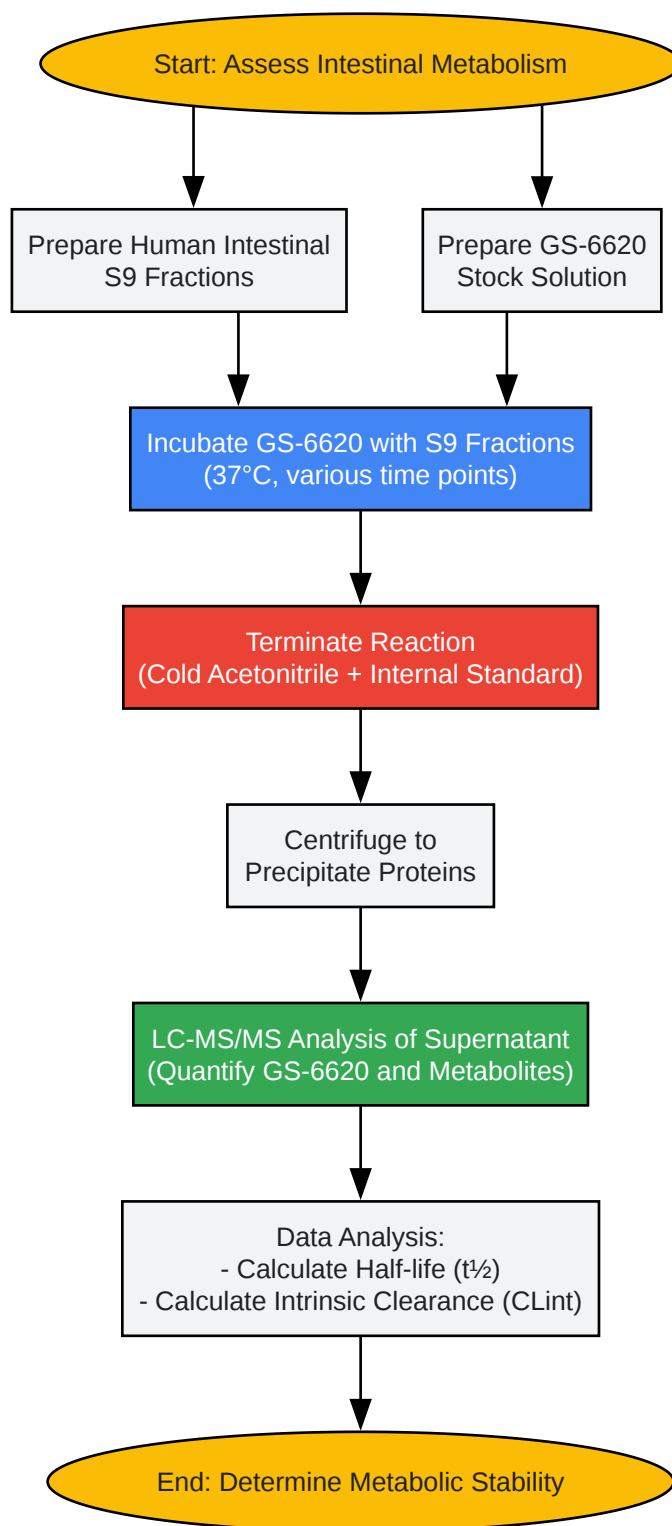 Start: Assess Intestinal Metabolism
Prepare Human Intestinal
S9 Fractions
Prepare GS-6620
Stock Solution
Incubate GS-6620 with S9 Fractions
(37°C, various time points)
Terminate Reaction
(Cold Acetonitrile + Internal Standard)
Centrifuge to
Precipitate Proteins
LC-MS/MS Analysis of Supernatant
(Quantify GS-6620 and Metabolites)
Data Analysis:
- Calculate Half-life (t½)
- Calculate Intrinsic Clearance (CLint)
End: Determine Metabolic Stability